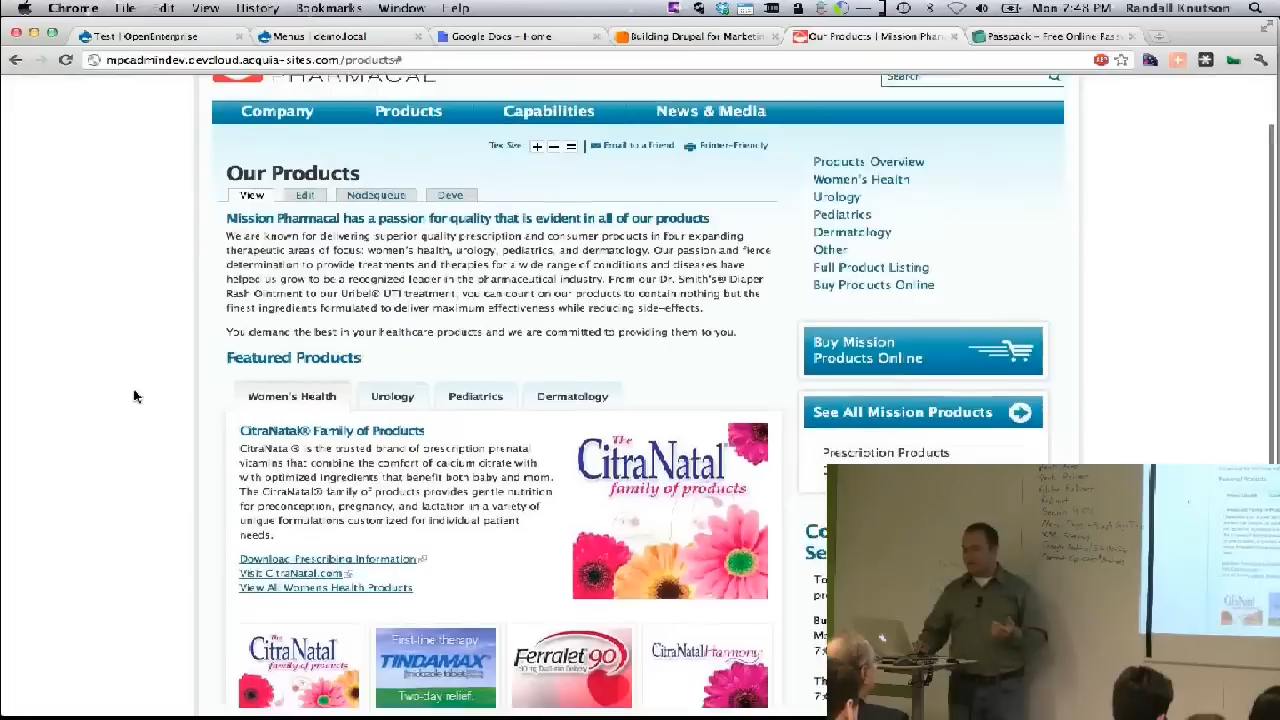 Chrome File Edit View History Bookmarks Window Help
Mon 7:48 PM Randall Knutson
Test | OpenEnterprise
Menus | demo.local
Google Docs - Home
Building Drupal for Marketin
Our Products | Mission Phar
Passpack - Free Online Pass
mpcadmindev.devcloud.acquia-sites.com/products#
PHARMACAL
Search
Company Products Capabilities News & Media
Text Size: + - = | Email to a friend Printer-Friendly
Our Products
View Edit Nodequeue Devel
Mission Pharmacal has a passion for quality that is evident in all of our products
We are known for delivering superior quality prescription and consumer products in four expanding
therapeutic areas of focus: women's health, urology, pediatrics, and dermatology. Our passion and fierce
determination to provide treatments and therapies for a wide range of conditions and diseases have
helped us grow to be a recognized leader in the pharmaceutical industry. From our Dr. Smith's® Diaper
Rash Ointment to our Uribel® UTI treatment, you can count on our products to contain nothing but the
finest ingredients formulated to deliver maximum effectiveness while reducing side-effects.
You demand the best in your healthcare products and we are committed to providing them to you.
Featured Products
Women's Health Urology Pediatrics Dermatology
CitraNatal® Family of Products
CitraNatal® is the trusted brand of prescription prenatal
vitamins that combine the comfort of calcium citrate with
with optimized ingredients that benefit both baby and mom.
The CitraNatal® family of products provides gentle nutrition
for preconception, pregnancy, and lactation in a variety of
unique formulations customized for individual patient
needs.
Download Prescribing Information
Visit CitraNatal.com
View All Womens Health Products
The
CitraNatal
family of products
The
CitraNatal
family of products
First-line therapy
TINDAMAX
Two-day relief.
Ferralet 90
CitraNatal Harmony
Products Overview
Women's Health
Urology
Pediatrics
Dermatology
Other
Full Product Listing
Buy Products Online
Buy Mission
Products Online
See All Mission Products
Prescription Products